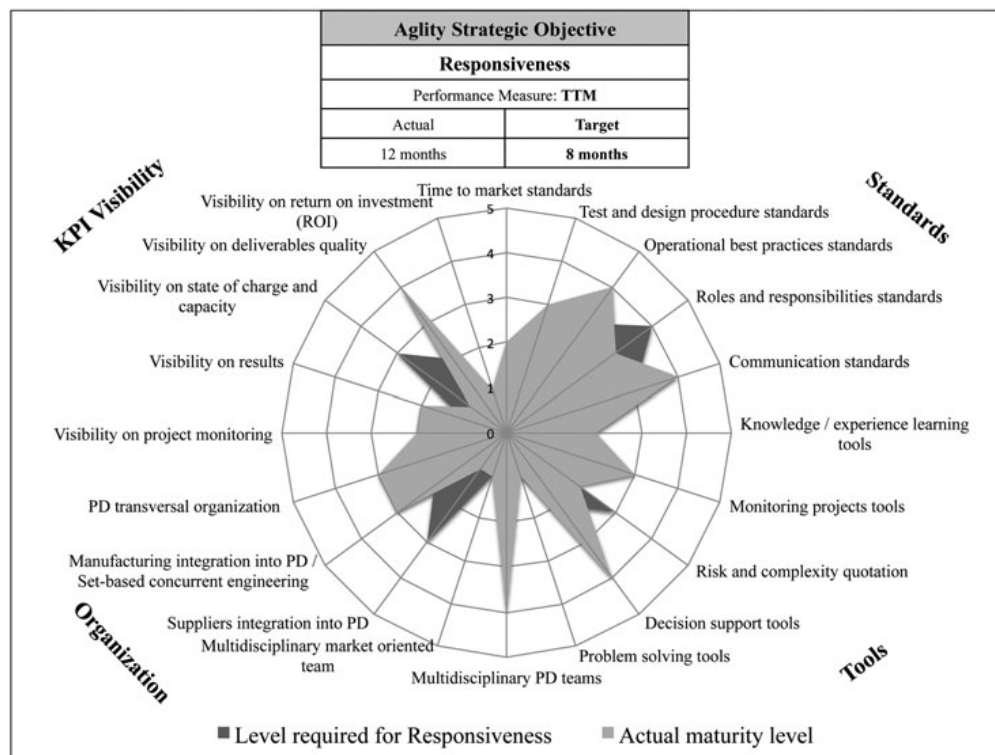 Aglity Strategic Objective
Responsiveness
Performance Measure: TTM
Actual
Target
12 months
8 months
KPI Visibility
Standards
Time to market standards
Test and design procedure standards
Operational best practices standards
Roles and responsibilities standards
Communication standards
Knowledge / experience learning
tools
Monitoring projects tools
Risk and complexity quotation
Decision support tools
Problem solving tools
Multidisciplinary PD teams
Multidisciplinary market oriented
team
Suppliers integration into PD
Manufacturing integration into PD /
Set-based concurrent engineering
PD transversal organization
Visibility on project monitoring
Visibility on results
Visibility on state of charge and
capacity
Visibility on deliverables quality
Visibility on return on investment
(ROI)
5
4
3
2
1
0
Organization
Tools
Level required for Responsiveness
Actual maturity level